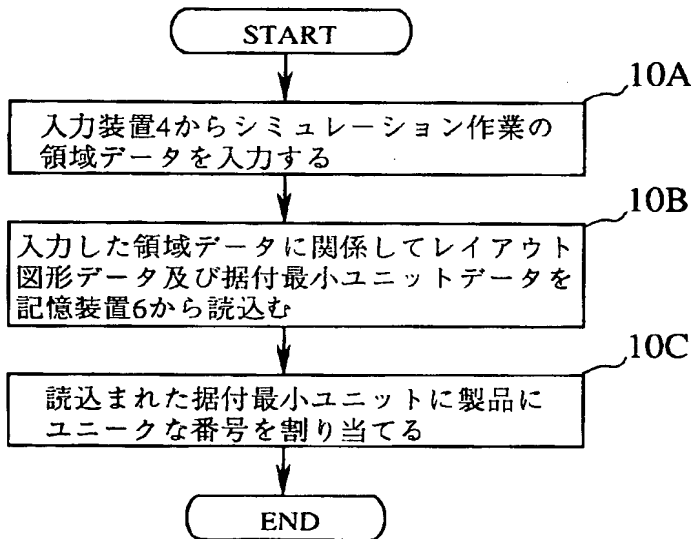 START
10A
入力装置4からシミュレーション作業の
領域データを入力する
10B
入力した領域データに関係してレイアウト
図形データ及び据付最小ユニットデータを
記憶装置6から読込む
10C
読込まれた据付最小ユニットに製品に
ユニークな番号を割り当てる
END